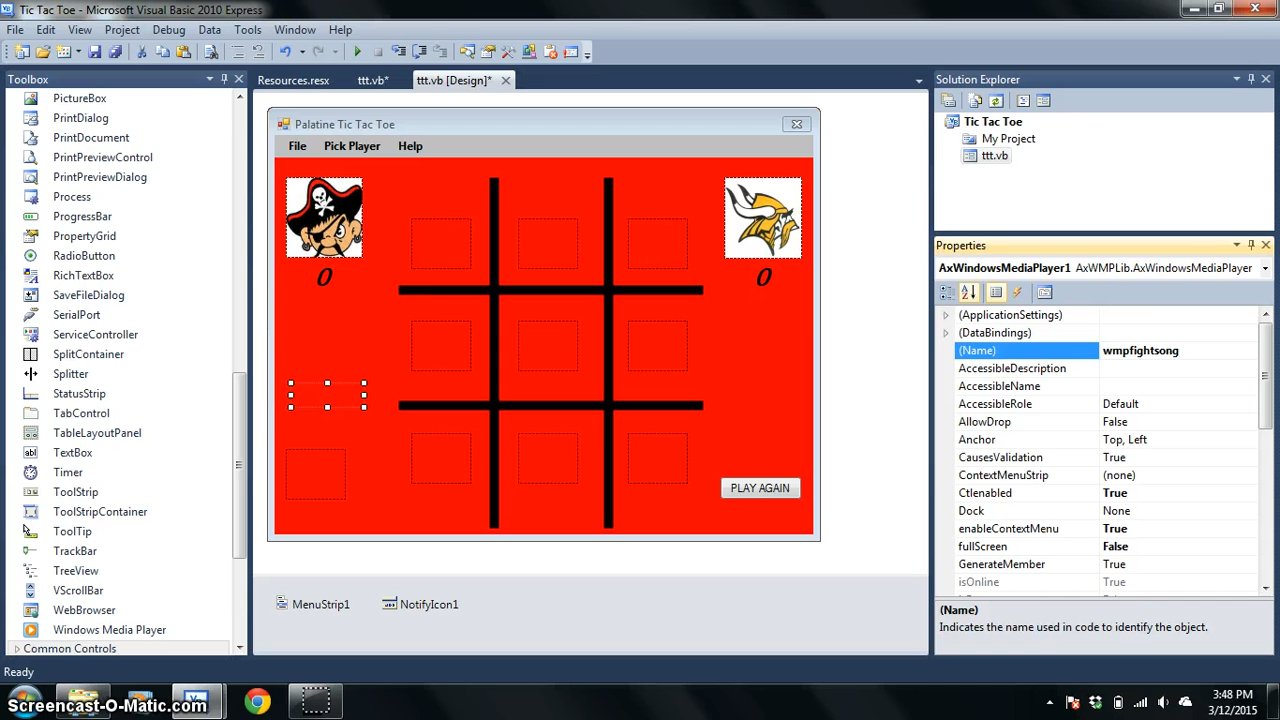 Tic Tac Toe - Microsoft Visual Basic 2010 Express
File Edit View Project Debug Data Tools Window Help
Toolbox
PictureBox
PrintDialog
PrintDocument
PrintPreviewControl
PrintPreviewDialog
Process
ProgressBar
PropertyGrid
RadioButton
RichTextBox
SaveFileDialog
SerialPort
ServiceController
SplitContainer
Splitter
StatusStrip
TabControl
TableLayoutPanel
TextBox
Timer
ToolStrip
ToolStripContainer
ToolTip
TrackBar
TreeView
VScrollBar
WebBrowser
Windows Media Player
Common Controls
Resources.resx ttt.vb* ttt.vb [Design]*
Palatine Tic Tac Toe
File Pick Player Help
0
0
PLAY AGAIN
MenuStrip1 NotifyIcon1
Solution Explorer
Tic Tac Toe
My Project
ttt.vb
Properties
AxWindowsMediaPlayer1 AxWMPLib.AxWindowsMediaPlayer
(ApplicationSettings)
(DataBindings)
(Name) wmpfightsong
AccessibleDescription
AccessibleName
AccessibleRole Default
AllowDrop False
Anchor Top, Left
CausesValidation True
ContextMenuStrip (none)
Ctlenabled True
Dock None
enableContextMenu True
fullScreen False
GenerateMember True
isOnline True
(Name)
Indicates the name used in code to identify the object.
Ready
Screencast-O-Matic.com
3:48 PM
3/12/2015